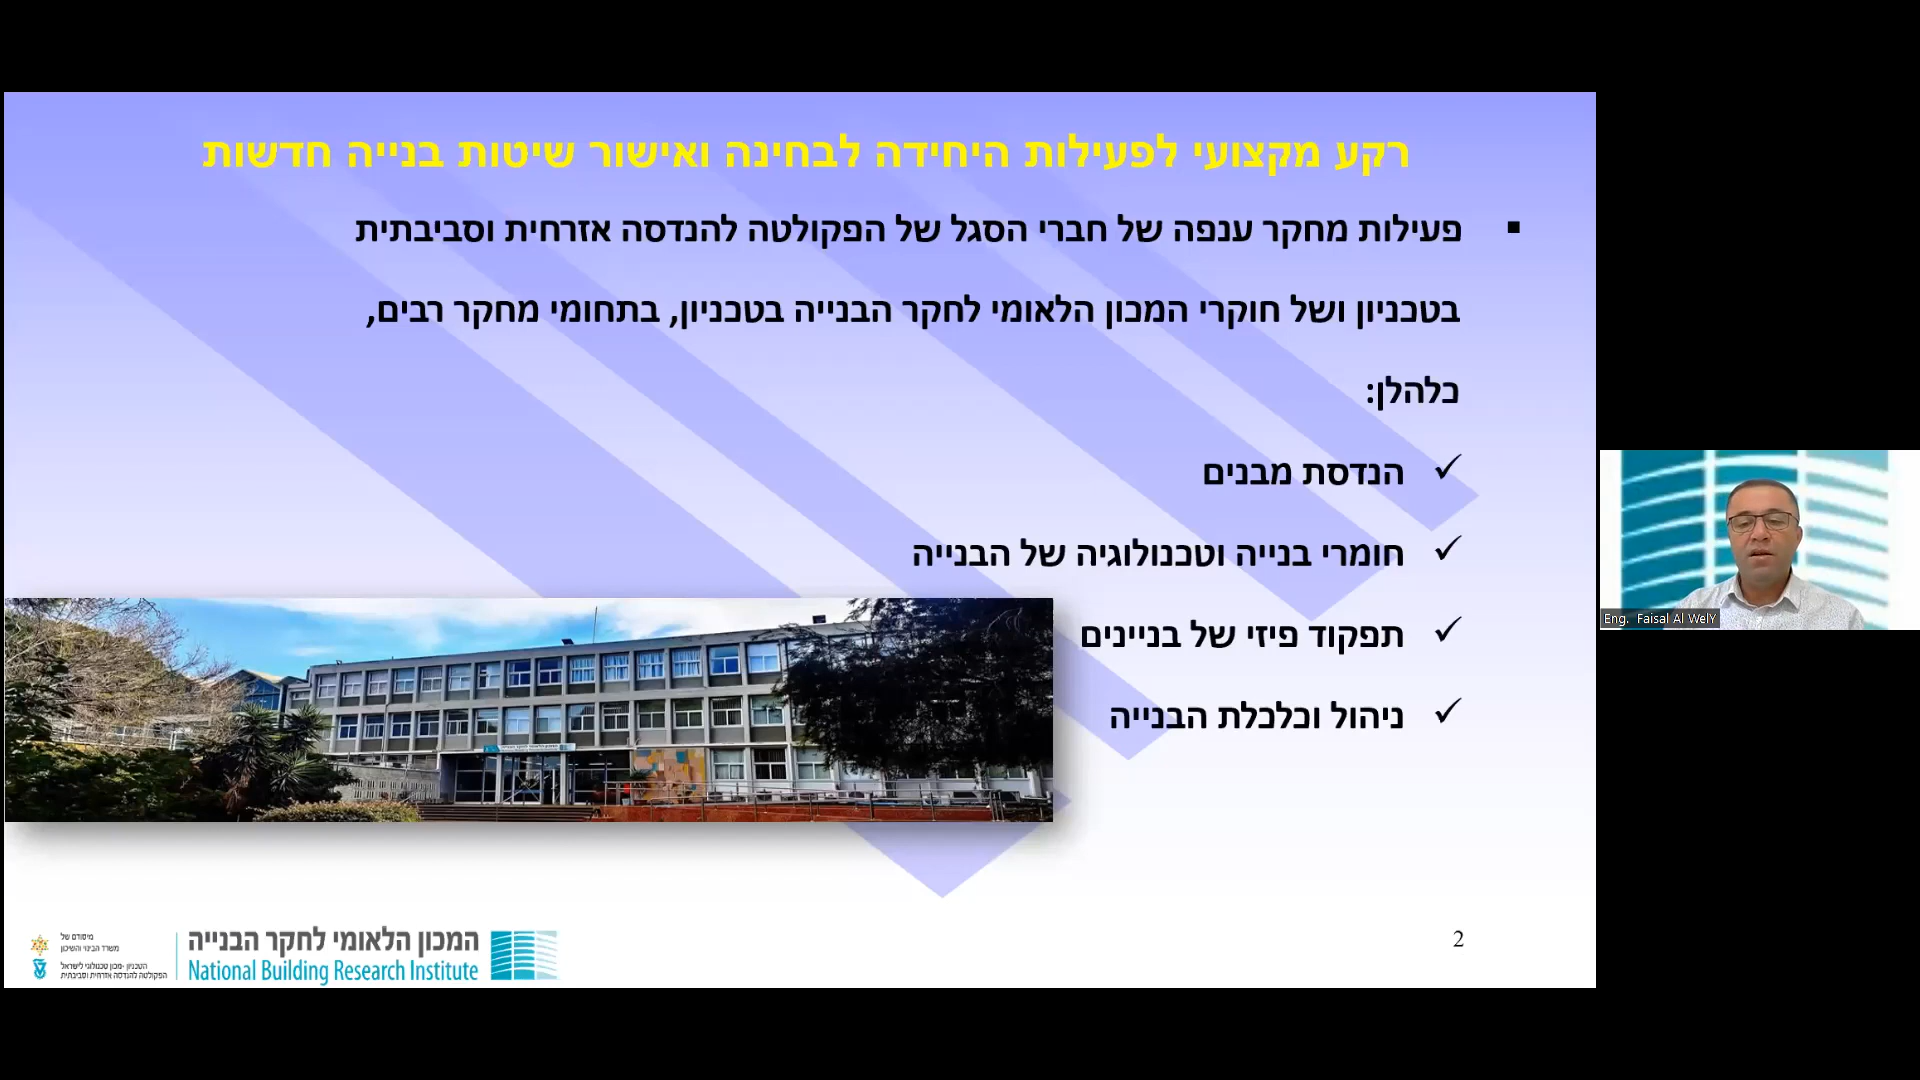 רקע מקצועי לפעילות היחידה לבחינה ואישור שיטות בנייה חדשות
▪ פעילות מחקר ענפה של חברי הסגל של הפקולטה להנדסה אזרחית וסביבתית
בטכניון ושל חוקרי המכון הלאומי לחקר הבנייה בטכניון, בתחומי מחקר רבים,
כלהלן:
✓ הנדסת מבנים
✓ חומרי בנייה וטכנולוגיה של הבנייה
✓ תפקוד פיזי של בניינים
✓ ניהול וכלכלת הבנייה
Eng. Faisal Al WelY
המכון הלאומי לחקר הבנייה
National Building Research Institute
מיסודם של
משרד הבינוי והשיכון
הטכניון -מכון טכנולוגי לישראל
הפקולטה להנדסה אזרחית וסביבתית
2